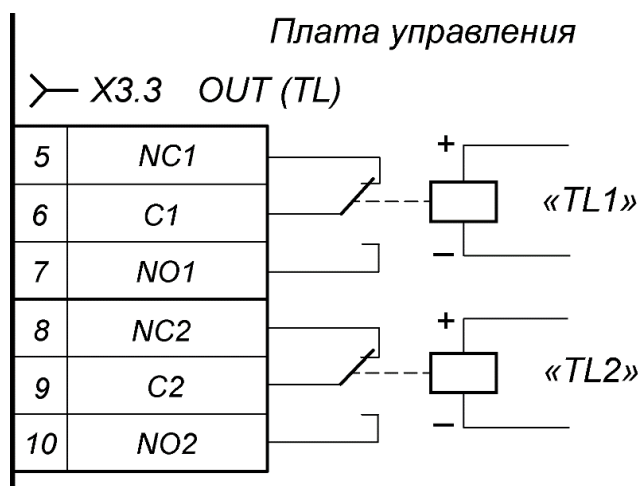 Плата управления
X3.3 OUT (TL)
5 NC1
+
6 C1
«TL1»
7 NO1
–
8 NC2
+
9 C2
«TL2»
10 NO2
–